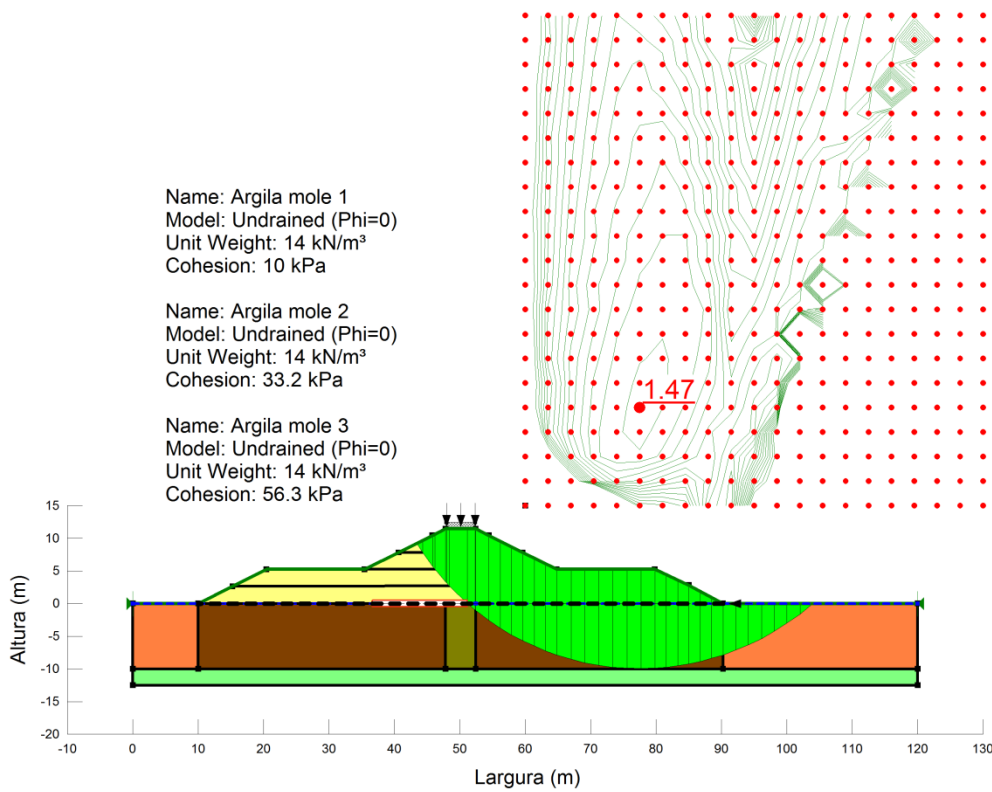 Name: Argila mole 1
Model: Undrained (Phi=0)
Unit Weight: 14 kN/m³
Cohesion: 10 kPa
Name: Argila mole 2
Model: Undrained (Phi=0)
Unit Weight: 14 kN/m³
Cohesion: 33.2 kPa
1.47
Name: Argila mole 3
Model: Undrained (Phi=0)
Unit Weight: 14 kN/m³
Cohesion: 56.3 kPa
Altura (m)
15
10
5
0
-5
-10
-15
-20
-10 0 10 20 30 40 50 60 70 80 90 100 110 120 130
Largura (m)